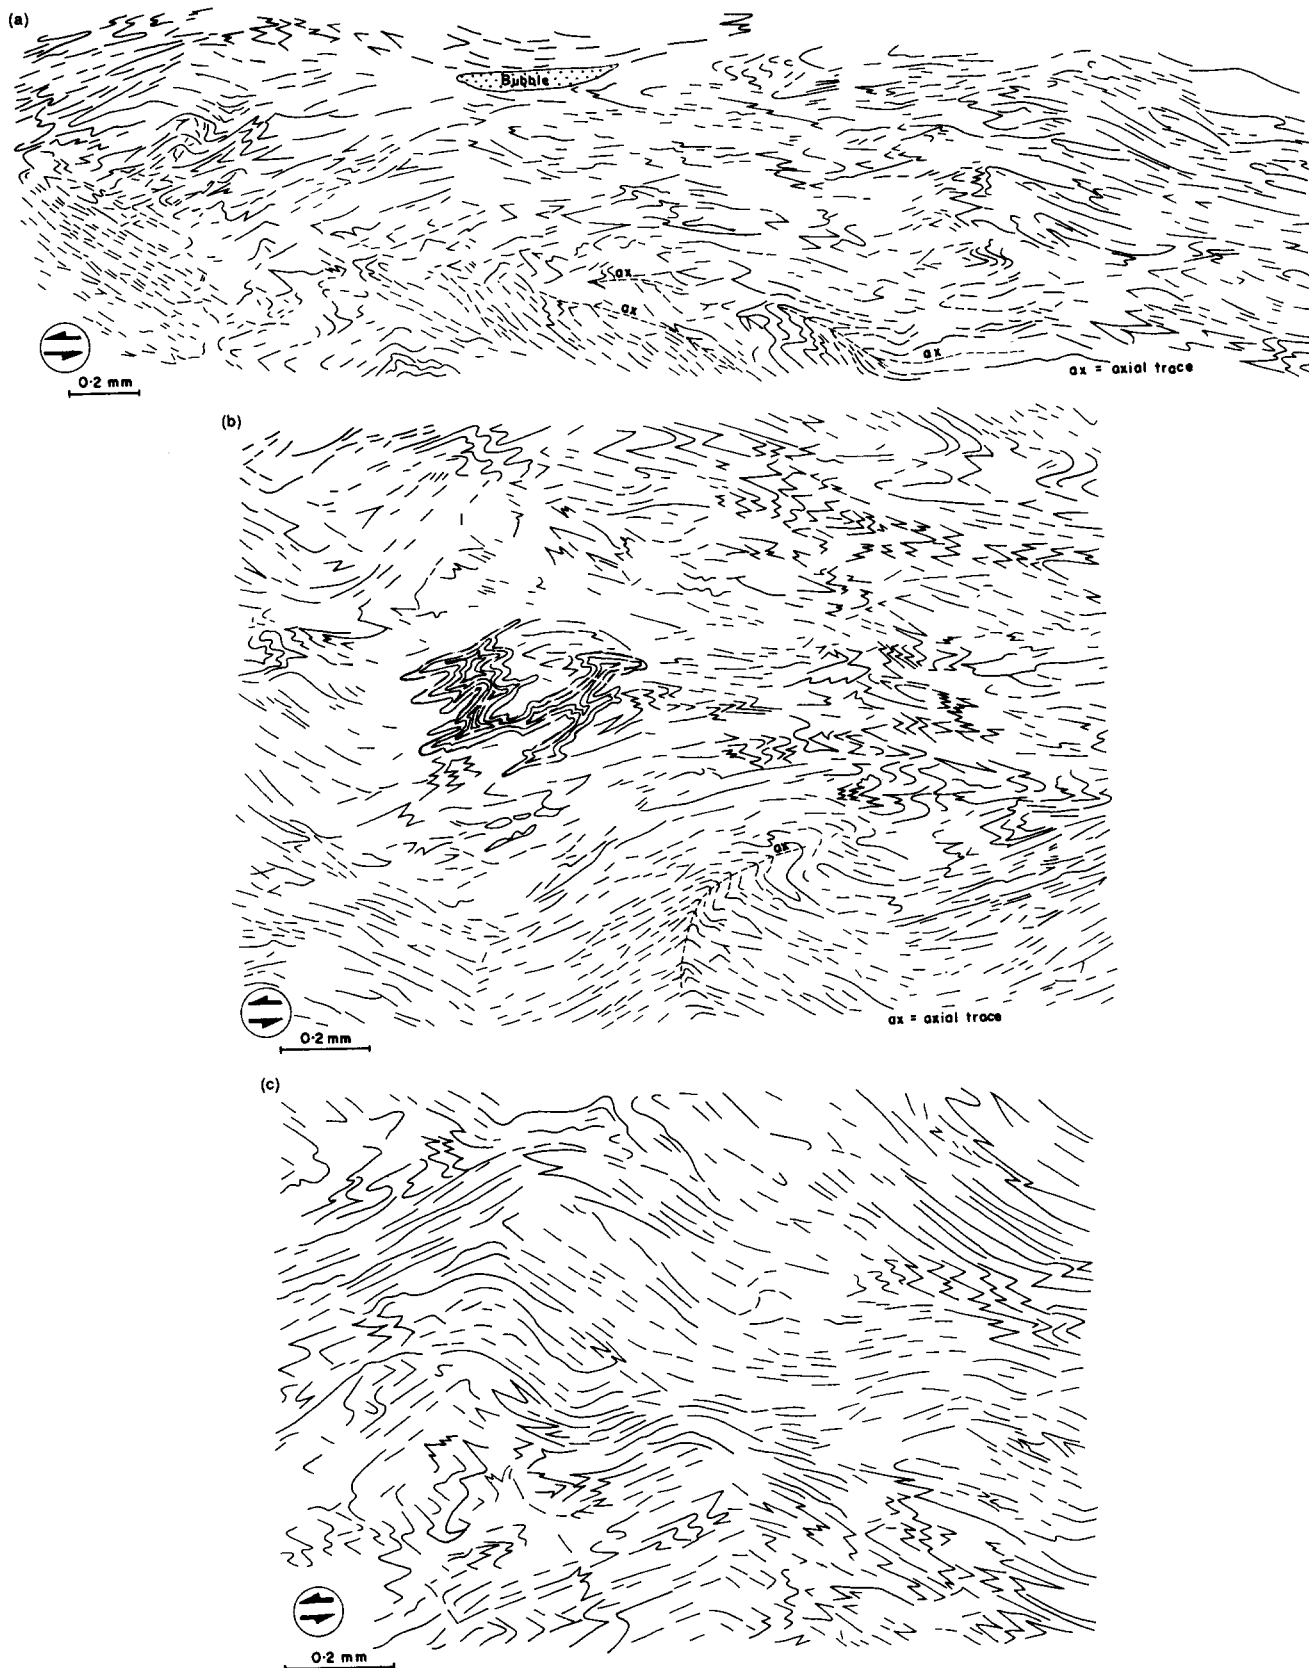 (a)
Bubble
ax
ax
ax
ax = axial trace
0·2 mm
(b)
ax
ax = axial trace
0·2 mm
(c)
0·2 mm